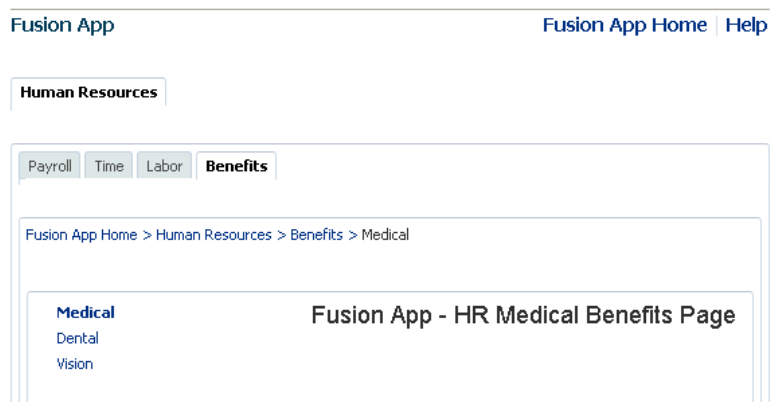 Fusion App Fusion App Home Help
Human Resources
Payroll Time Labor Benefits
Fusion App Home > Human Resources > Benefits > Medical
Medical Fusion App - HR Medical Benefits Page
Dental
Vision